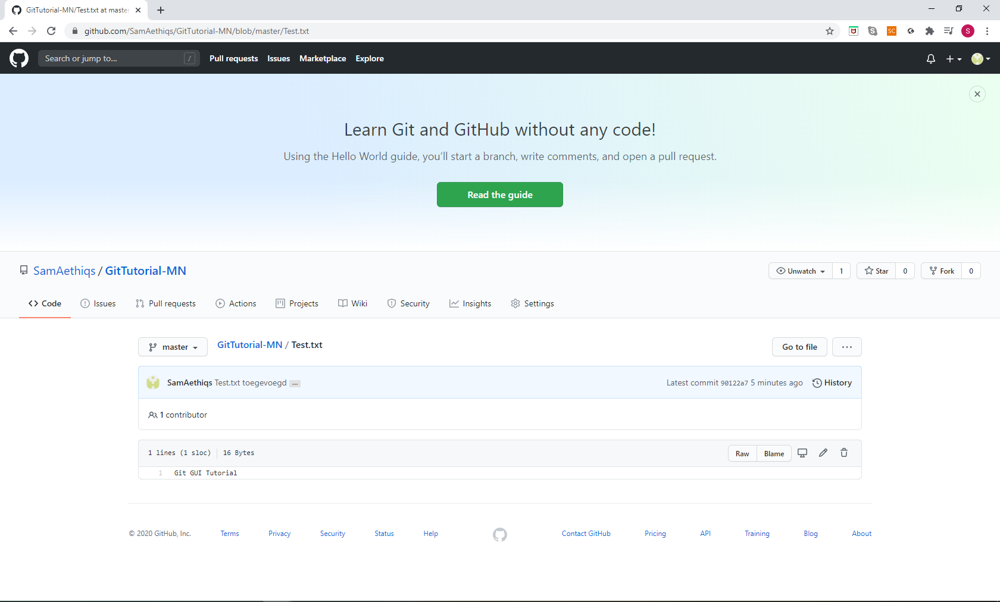 GitTutorial-MN/Test.txt at master
github.com/SamAethiqs/GitTutorial-MN/blob/master/Test.txt
SC
S
Search or jump to...
/
Pull requests Issues Marketplace Explore
Learn Git and GitHub without any code!
Using the Hello World guide, you’ll start a branch, write comments, and open a pull request.
Read the guide
SamAethiqs / GitTutorial-MN
Unwatch 1 Star 0 Fork 0
Code Issues Pull requests Actions Projects Wiki Security Insights Settings
master GitTutorial-MN / Test.txt Go to file ...
SamAethiqs Test.txt toegevoegd ... Latest commit 90122a7 5 minutes ago History
1 contributor
1 lines (1 sloc) 16 Bytes Raw Blame
1 Git GUI Tutorial
© 2020 GitHub, Inc. Terms Privacy Security Status Help Contact GitHub Pricing API Training Blog About